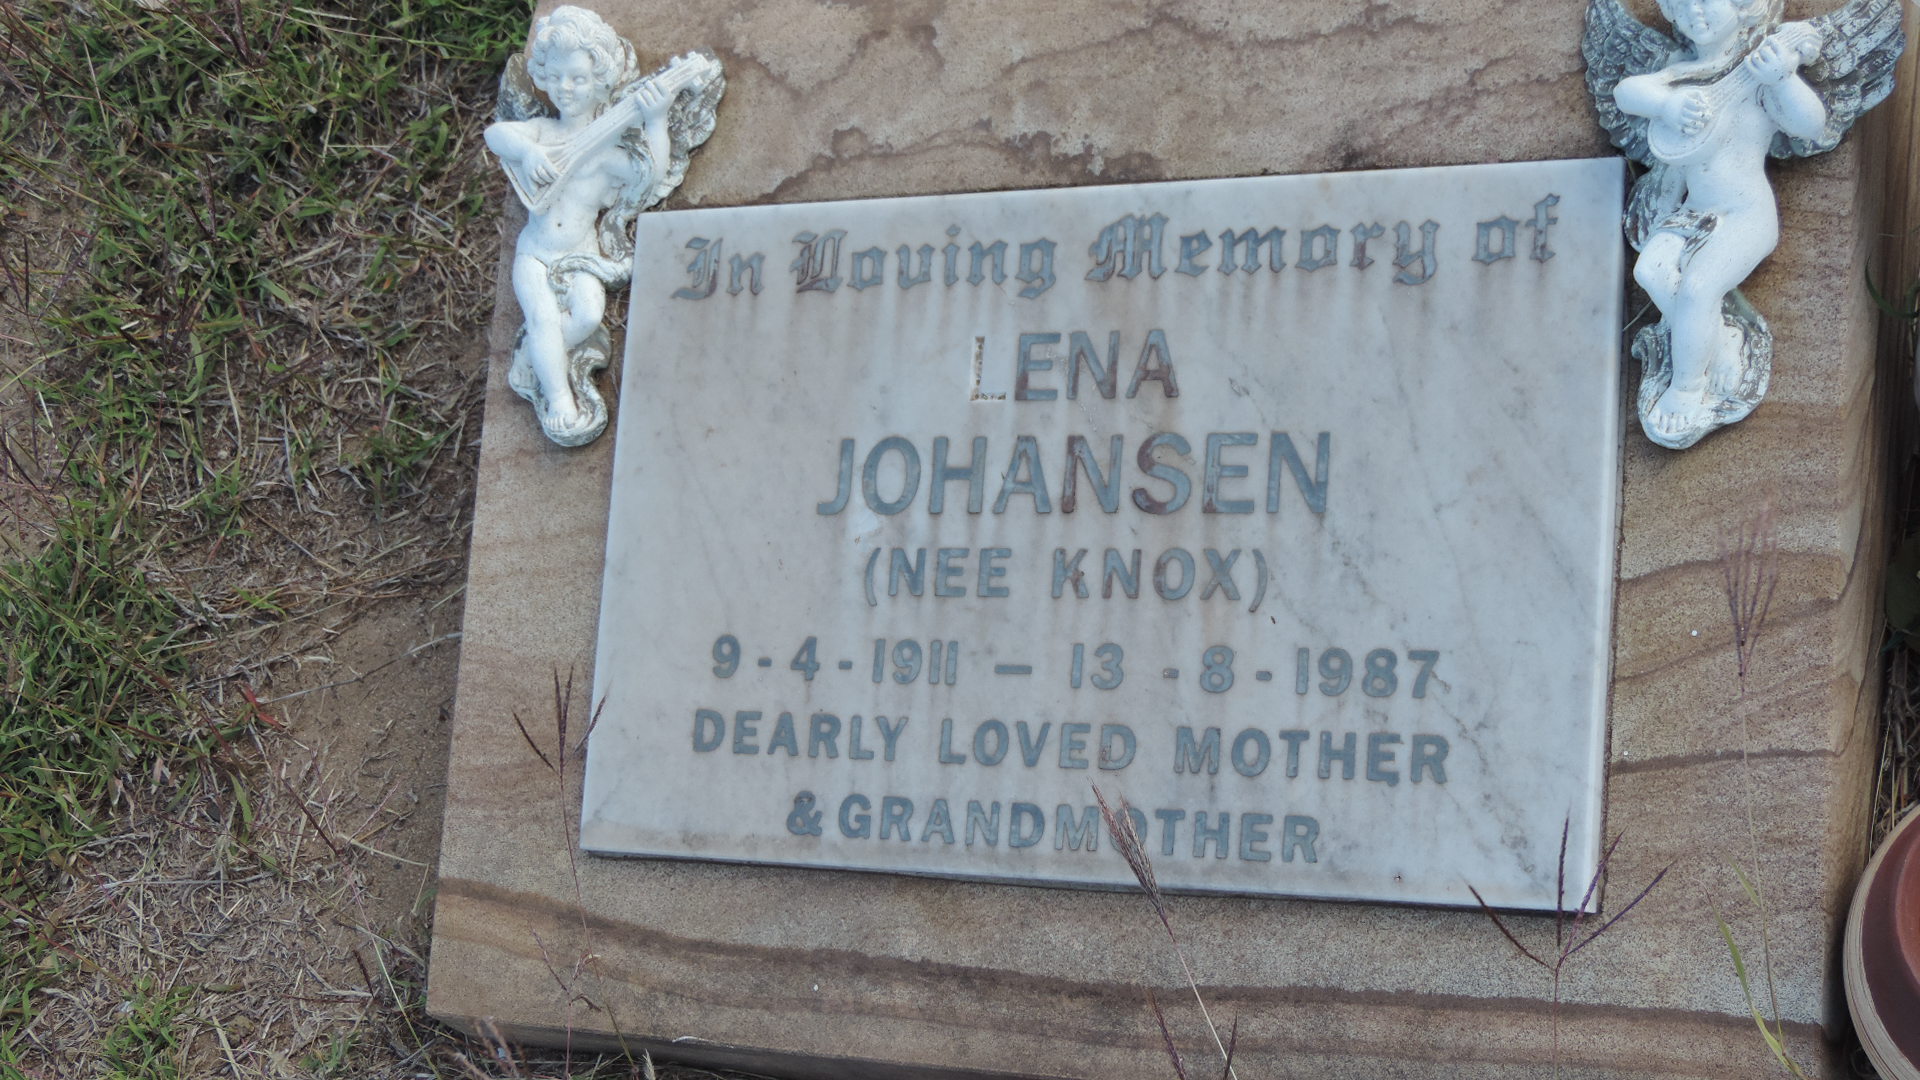 In Loving Memory of
LENA
JOHANSEN
(NEE KNOX)
9-4-1911 — 13-8-1987
DEARLY LOVED MOTHER
& GRANDMOTHER